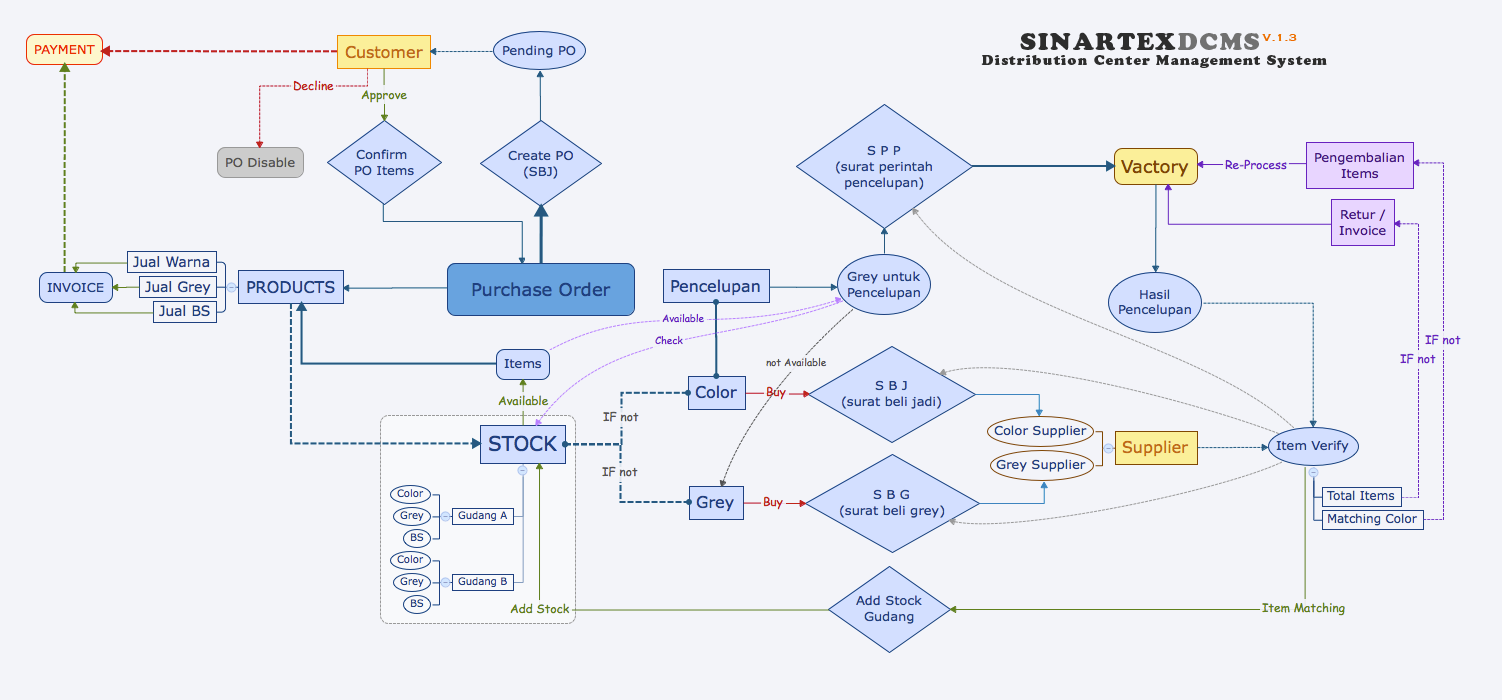 SINARTEXDCMS V.1.3
Distribution Center Management System
PAYMENT
Customer
Pending PO
Decline
Approve
PO Disable
Confirm
PO Items
Create PO
(SBJ)
S P P
(surat perintah
pencelupan)
Vactory
Re-Process
Pengembalian
Items
Retur /
Invoice
Jual Warna
INVOICE
Jual Grey
Jual BS
PRODUCTS
Purchase Order
Pencelupan
Grey untuk
Pencelupan
Hasil
Pencelupan
Available
Check
IF not
IF not
Items
not Available
Available
Color
Buy
S B J
(surat beli jadi)
IF not
STOCK
IF not
Color Supplier
Grey Supplier
Supplier
Item Verify
Grey
Buy
S B G
(surat beli grey)
Total Items
Matching Color
Color
Grey
BS
Gudang A
Color
Grey
BS
Gudang B
Add Stock
Add Stock
Gudang
Item Matching